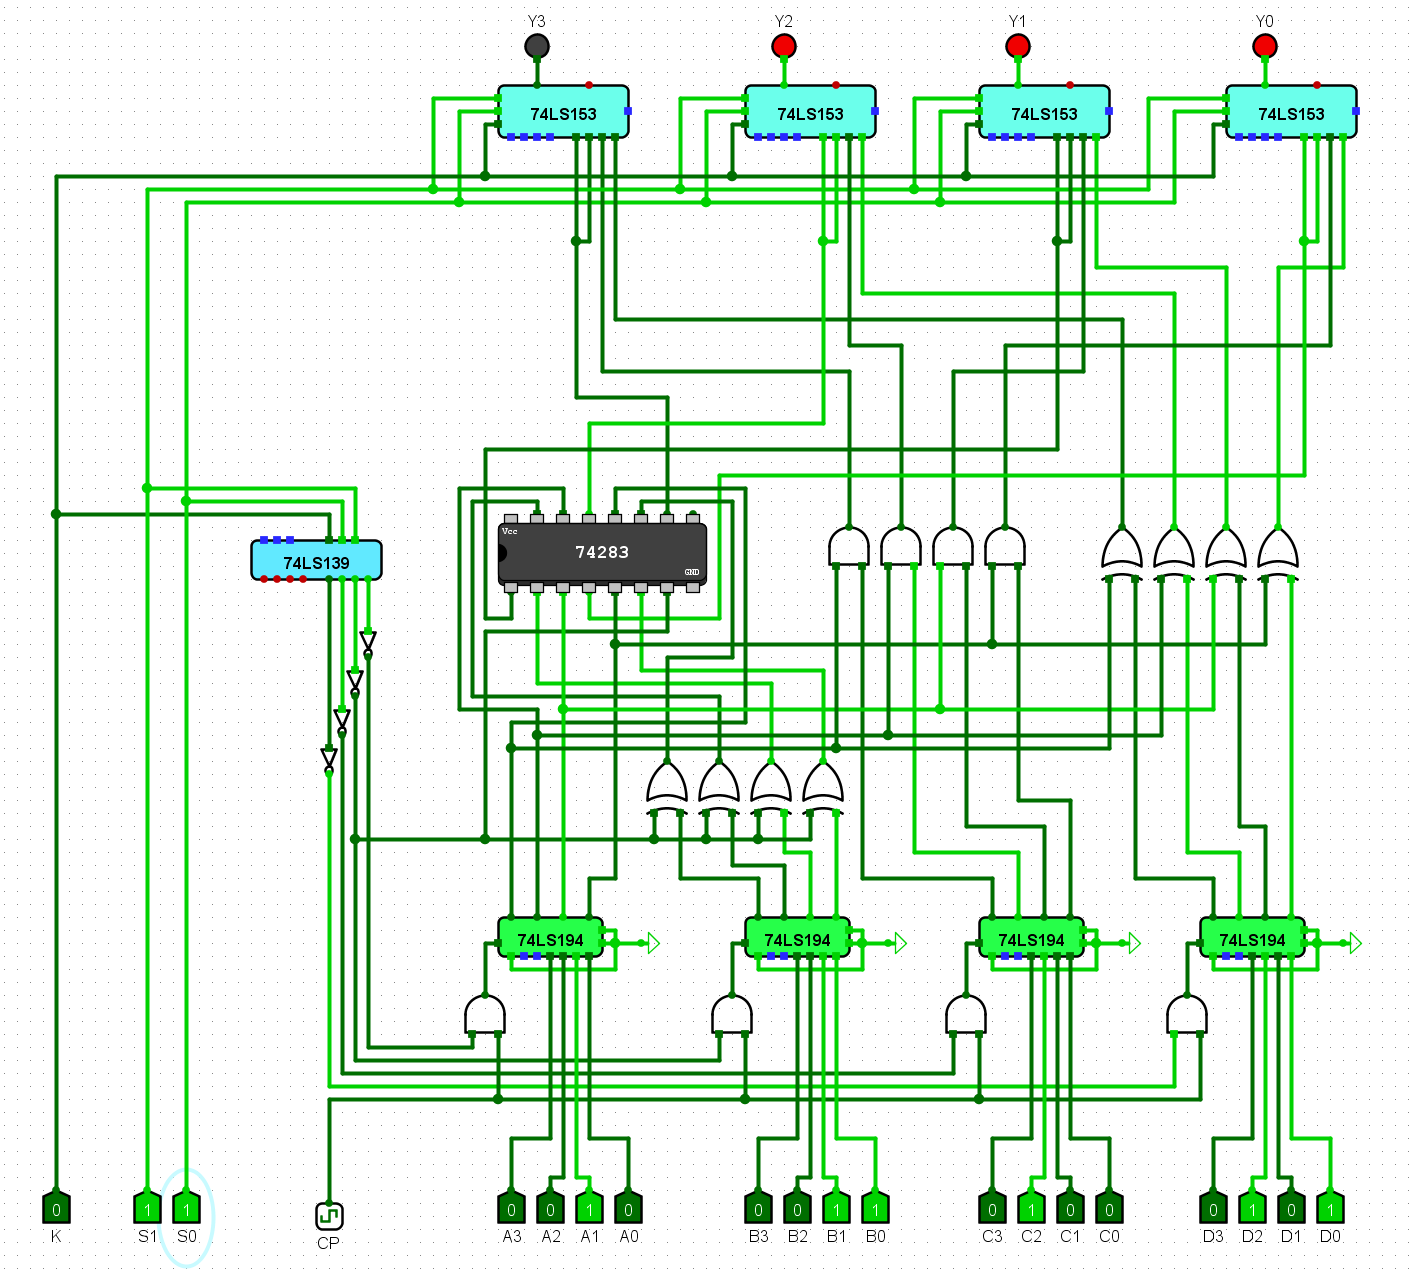 Y3 Y2 Y1 Y0
74LS153 74LS153 74LS153 74LS153
Vcc
74283
GND
74LS139
74LS194 74LS194 74LS194 74LS194
0 1 1 0 0 1 0 0 0 1 1 0 1 0 0 0 1 0 1
K S1 S0 CP A3 A2 A1 A0 B3 B2 B1 B0 C3 C2 C1 C0 D3 D2 D1 D0